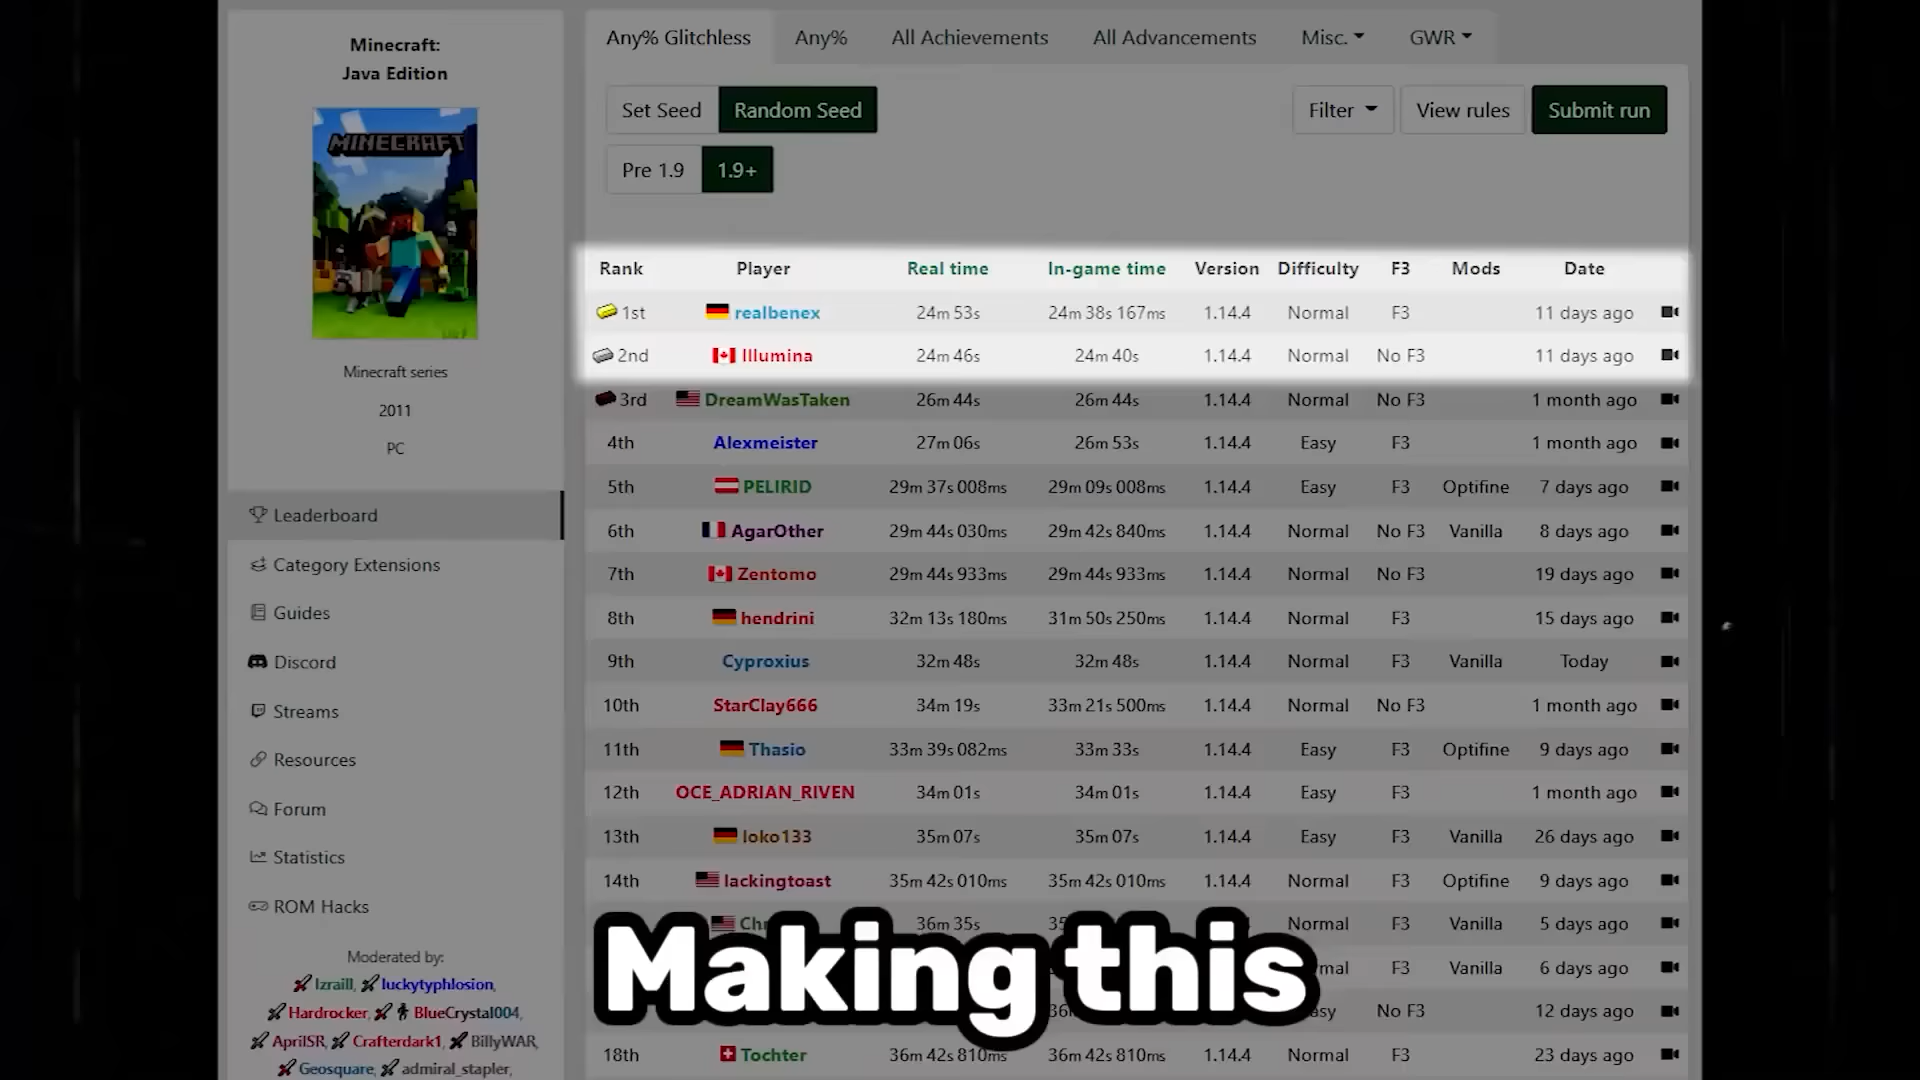 Minecraft:
Java Edition
MINECRAFT
Minecraft series
2011
PC
Leaderboard
Category Extensions
Guides
Discord
Streams
Resources
Forum
Statistics
ROM Hacks
Moderated by:
Izraill, luckytyphlosion,
Hardrocker, BlueCrystal004,
AprilSR, Crafterdark1, BillyWAR,
Geosquare, admiral_stapler,
Any% Glitchless Any% All Achievements All Advancements Misc. GWR
Set Seed Random Seed Filter View rules Submit run
Pre 1.9 1.9+
Rank Player Real time In-game time Version Difficulty F3 Mods Date
1st realbenex 24m 53s 24m 38s 167ms 1.14.4 Normal F3 11 days ago
2nd Illumina 24m 46s 24m 40s 1.14.4 Normal No F3 11 days ago
3rd DreamWasTaken 26m 44s 26m 44s 1.14.4 Normal No F3 1 month ago
4th Alexmeister 27m 06s 26m 53s 1.14.4 Easy F3 1 month ago
5th PELIRID 29m 37s 008ms 29m 09s 008ms 1.14.4 Easy F3 Optifine 7 days ago
6th AgarOther 29m 44s 030ms 29m 42s 840ms 1.14.4 Normal No F3 Vanilla 8 days ago
7th Zentomo 29m 44s 933ms 29m 44s 933ms 1.14.4 Normal No F3 19 days ago
8th hendrini 32m 13s 180ms 31m 50s 250ms 1.14.4 Normal F3 15 days ago
9th Cyproxius 32m 48s 32m 48s 1.14.4 Normal F3 Vanilla Today
10th StarClay666 34m 19s 33m 21s 500ms 1.14.4 Normal No F3 1 month ago
11th Thasio 33m 39s 082ms 33m 33s 1.14.4 Easy F3 Optifine 9 days ago
12th OCE_ADRIAN_RIVEN 34m 01s 34m 01s 1.14.4 Easy F3 1 month ago
13th loko133 35m 07s 35m 07s 1.14.4 Easy F3 Vanilla 26 days ago
14th lackingtoast 35m 42s 010ms 35m 42s 010ms 1.14.4 Normal F3 Optifine 9 days ago
36m 35s Normal F3 Vanilla 5 days ago
F3 Vanilla 6 days ago
No F3 12 days ago
18th Tochter 36m 42s 810ms 36m 42s 810ms 1.14.4 Normal F3 23 days ago
Making this